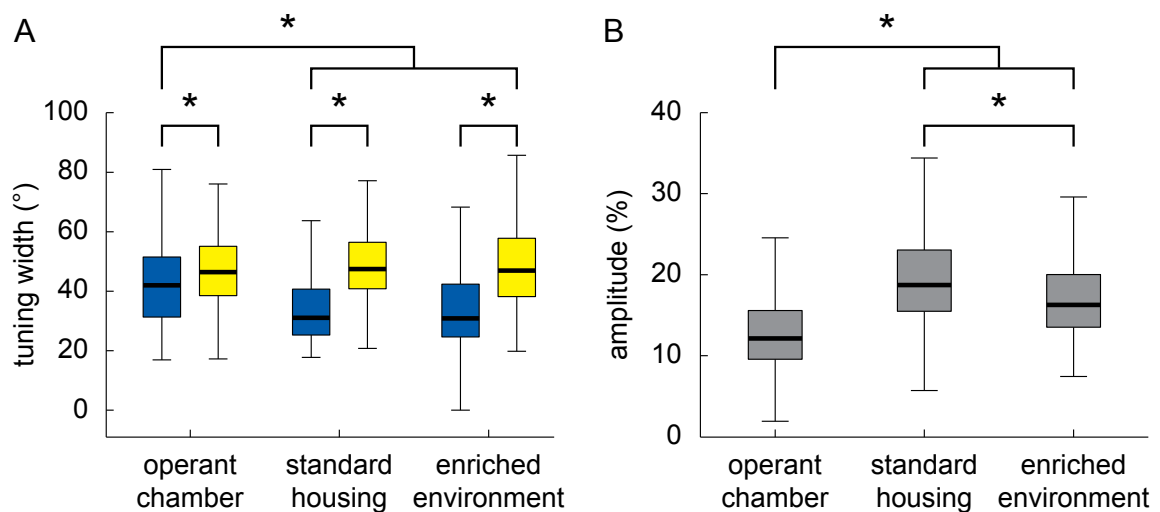 A
*
*
*
*
100
80
60
40
20
0
tuning width (°)
operant
chamber
standard
housing
enriched
environment
B
*
*
40
30
20
10
0
amplitude (%)
operant
chamber
standard
housing
enriched
environment